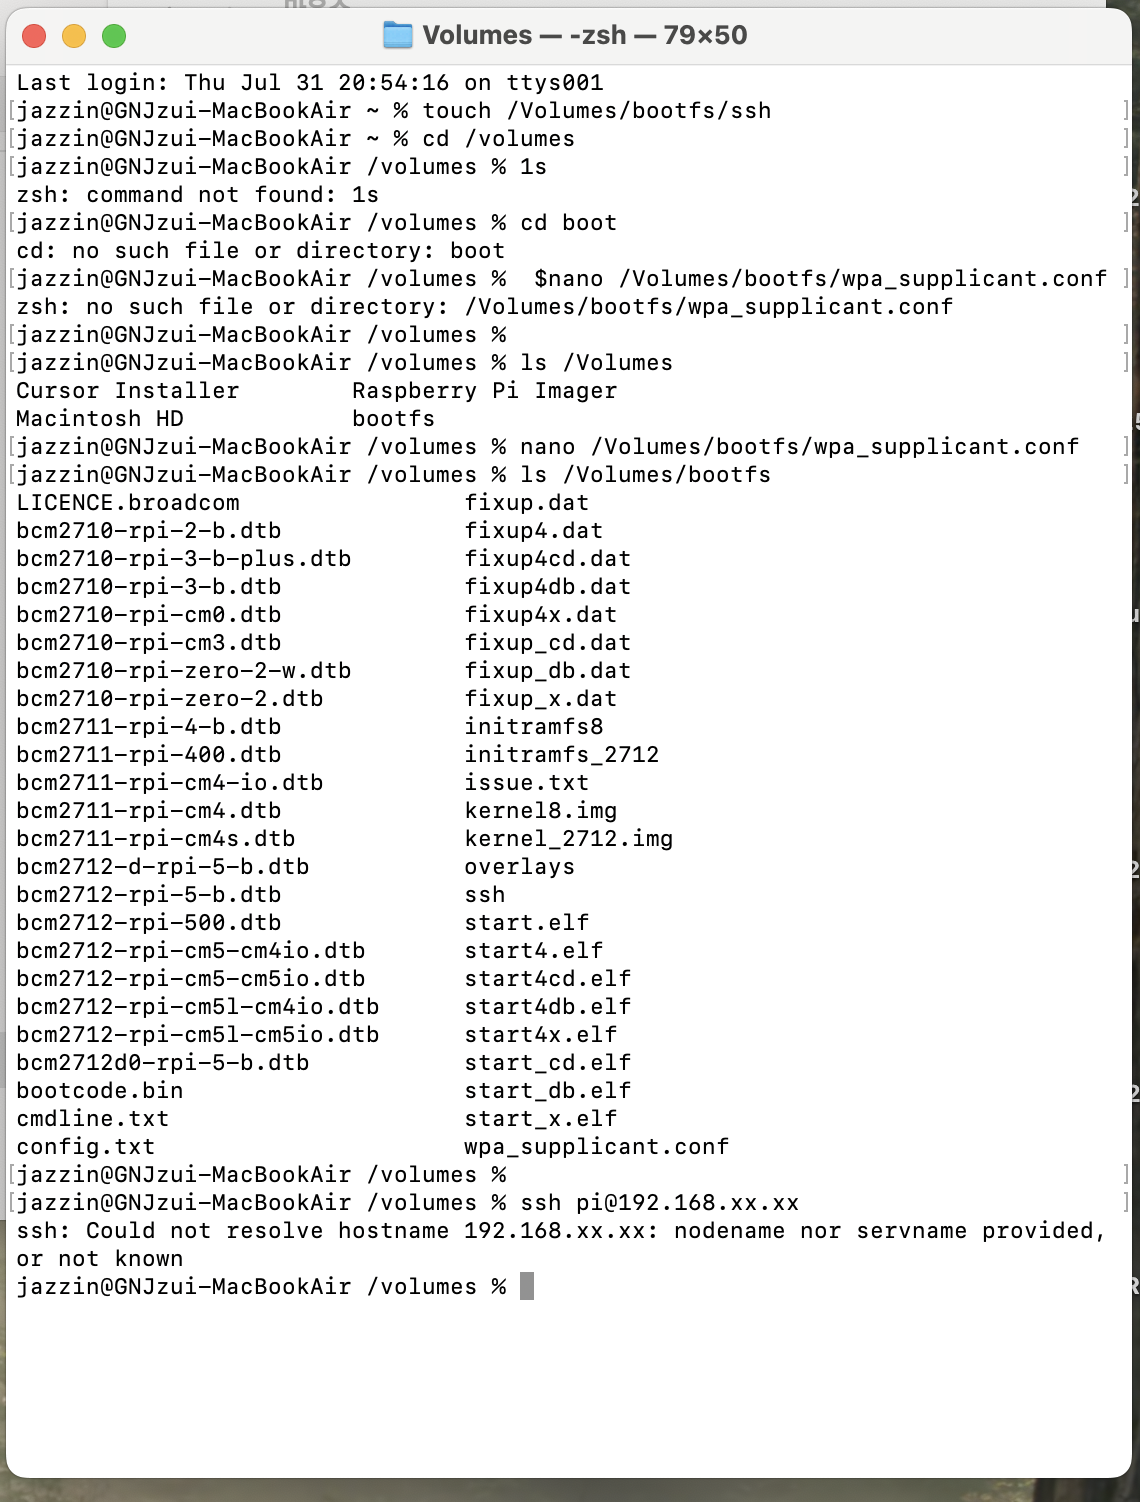 Volumes — -zsh — 79×50
Last login: Thu Jul 31 20:54:16 on ttys001
[jazzin@GNJzui-MacBookAir ~ % touch /Volumes/bootfs/ssh ]
[jazzin@GNJzui-MacBookAir ~ % cd /volumes ]
[jazzin@GNJzui-MacBookAir /volumes % 1s ]
zsh: command not found: 1s
[jazzin@GNJzui-MacBookAir /volumes % cd boot ]
cd: no such file or directory: boot
[jazzin@GNJzui-MacBookAir /volumes %  $nano /Volumes/bootfs/wpa_supplicant.conf ]
zsh: no such file or directory: /Volumes/bootfs/wpa_supplicant.conf
[jazzin@GNJzui-MacBookAir /volumes % ]
[jazzin@GNJzui-MacBookAir /volumes % ls /Volumes ]
Cursor Installer        Raspberry Pi Imager
Macintosh HD            bootfs
[jazzin@GNJzui-MacBookAir /volumes % nano /Volumes/bootfs/wpa_supplicant.conf ]
[jazzin@GNJzui-MacBookAir /volumes % ls /Volumes/bootfs ]
LICENCE.broadcom                fixup.dat
bcm2710-rpi-2-b.dtb             fixup4.dat
bcm2710-rpi-3-b-plus.dtb        fixup4cd.dat
bcm2710-rpi-3-b.dtb             fixup4db.dat
bcm2710-rpi-cm0.dtb             fixup4x.dat
bcm2710-rpi-cm3.dtb             fixup_cd.dat
bcm2710-rpi-zero-2-w.dtb        fixup_db.dat
bcm2710-rpi-zero-2.dtb          fixup_x.dat
bcm2711-rpi-4-b.dtb             initramfs8
bcm2711-rpi-400.dtb             initramfs_2712
bcm2711-rpi-cm4-io.dtb          issue.txt
bcm2711-rpi-cm4.dtb             kernel8.img
bcm2711-rpi-cm4s.dtb            kernel_2712.img
bcm2712-d-rpi-5-b.dtb           overlays
bcm2712-rpi-5-b.dtb             ssh
bcm2712-rpi-500.dtb             start.elf
bcm2712-rpi-cm5-cm4io.dtb       start4.elf
bcm2712-rpi-cm5-cm5io.dtb       start4cd.elf
bcm2712-rpi-cm5l-cm4io.dtb      start4db.elf
bcm2712-rpi-cm5l-cm5io.dtb      start4x.elf
bcm2712d0-rpi-5-b.dtb           start_cd.elf
bootcode.bin                    start_db.elf
cmdline.txt                     start_x.elf
config.txt                      wpa_supplicant.conf
[jazzin@GNJzui-MacBookAir /volumes % ]
[jazzin@GNJzui-MacBookAir /volumes % ssh pi@192.168.xx.xx ]
ssh: Could not resolve hostname 192.168.xx.xx: nodename nor servname provided,
or not known
jazzin@GNJzui-MacBookAir /volumes %